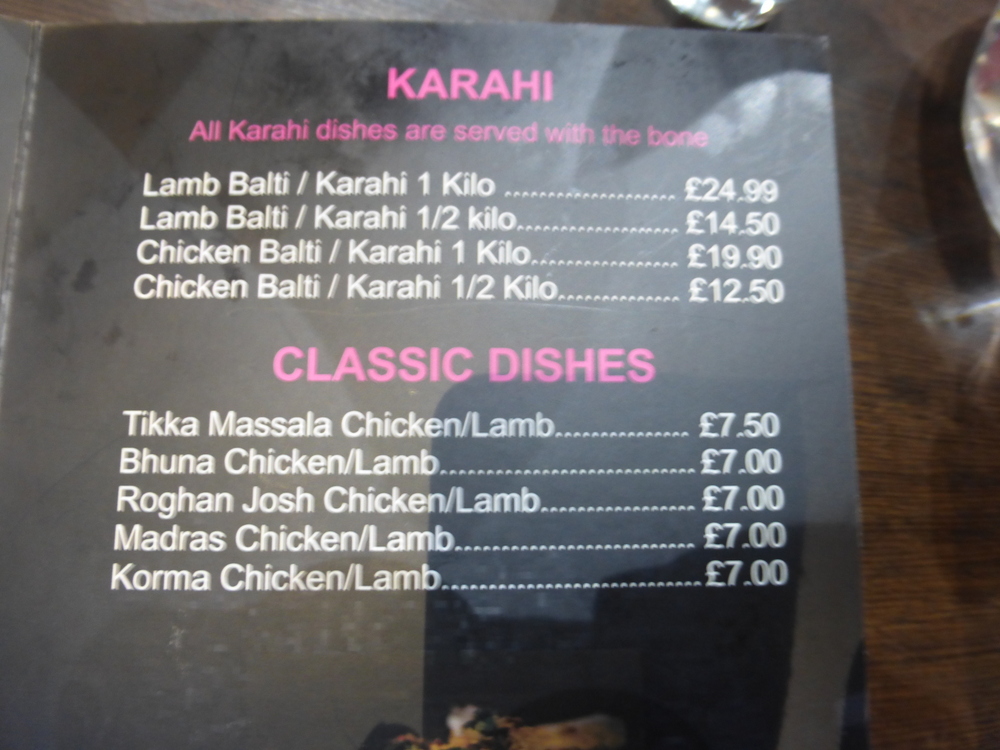 KARAHI
All Karahi dishes are served with the bone
Lamb Balti / Karahi 1 Kilo ................... £24.99
Lamb Balti / Karahi 1/2 kilo.................. £14.50
Chicken Balti / Karahi 1 Kilo................ £19.90
Chicken Balti / Karahi 1/2 Kilo.............. £12.50
CLASSIC DISHES
Tikka Massala Chicken/Lamb............... £7.50
Bhuna Chicken/Lamb............................£7.00
Roghan Josh Chicken/Lamb................. £7.00
Madras Chicken/Lamb.......................... £7.00
Korma Chicken/Lamb............................£7.00